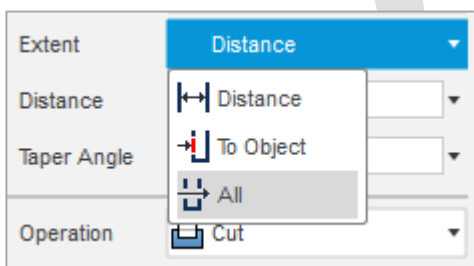 Extent Distance
Distance Distance
To Object
Taper Angle
All
Operation Cut